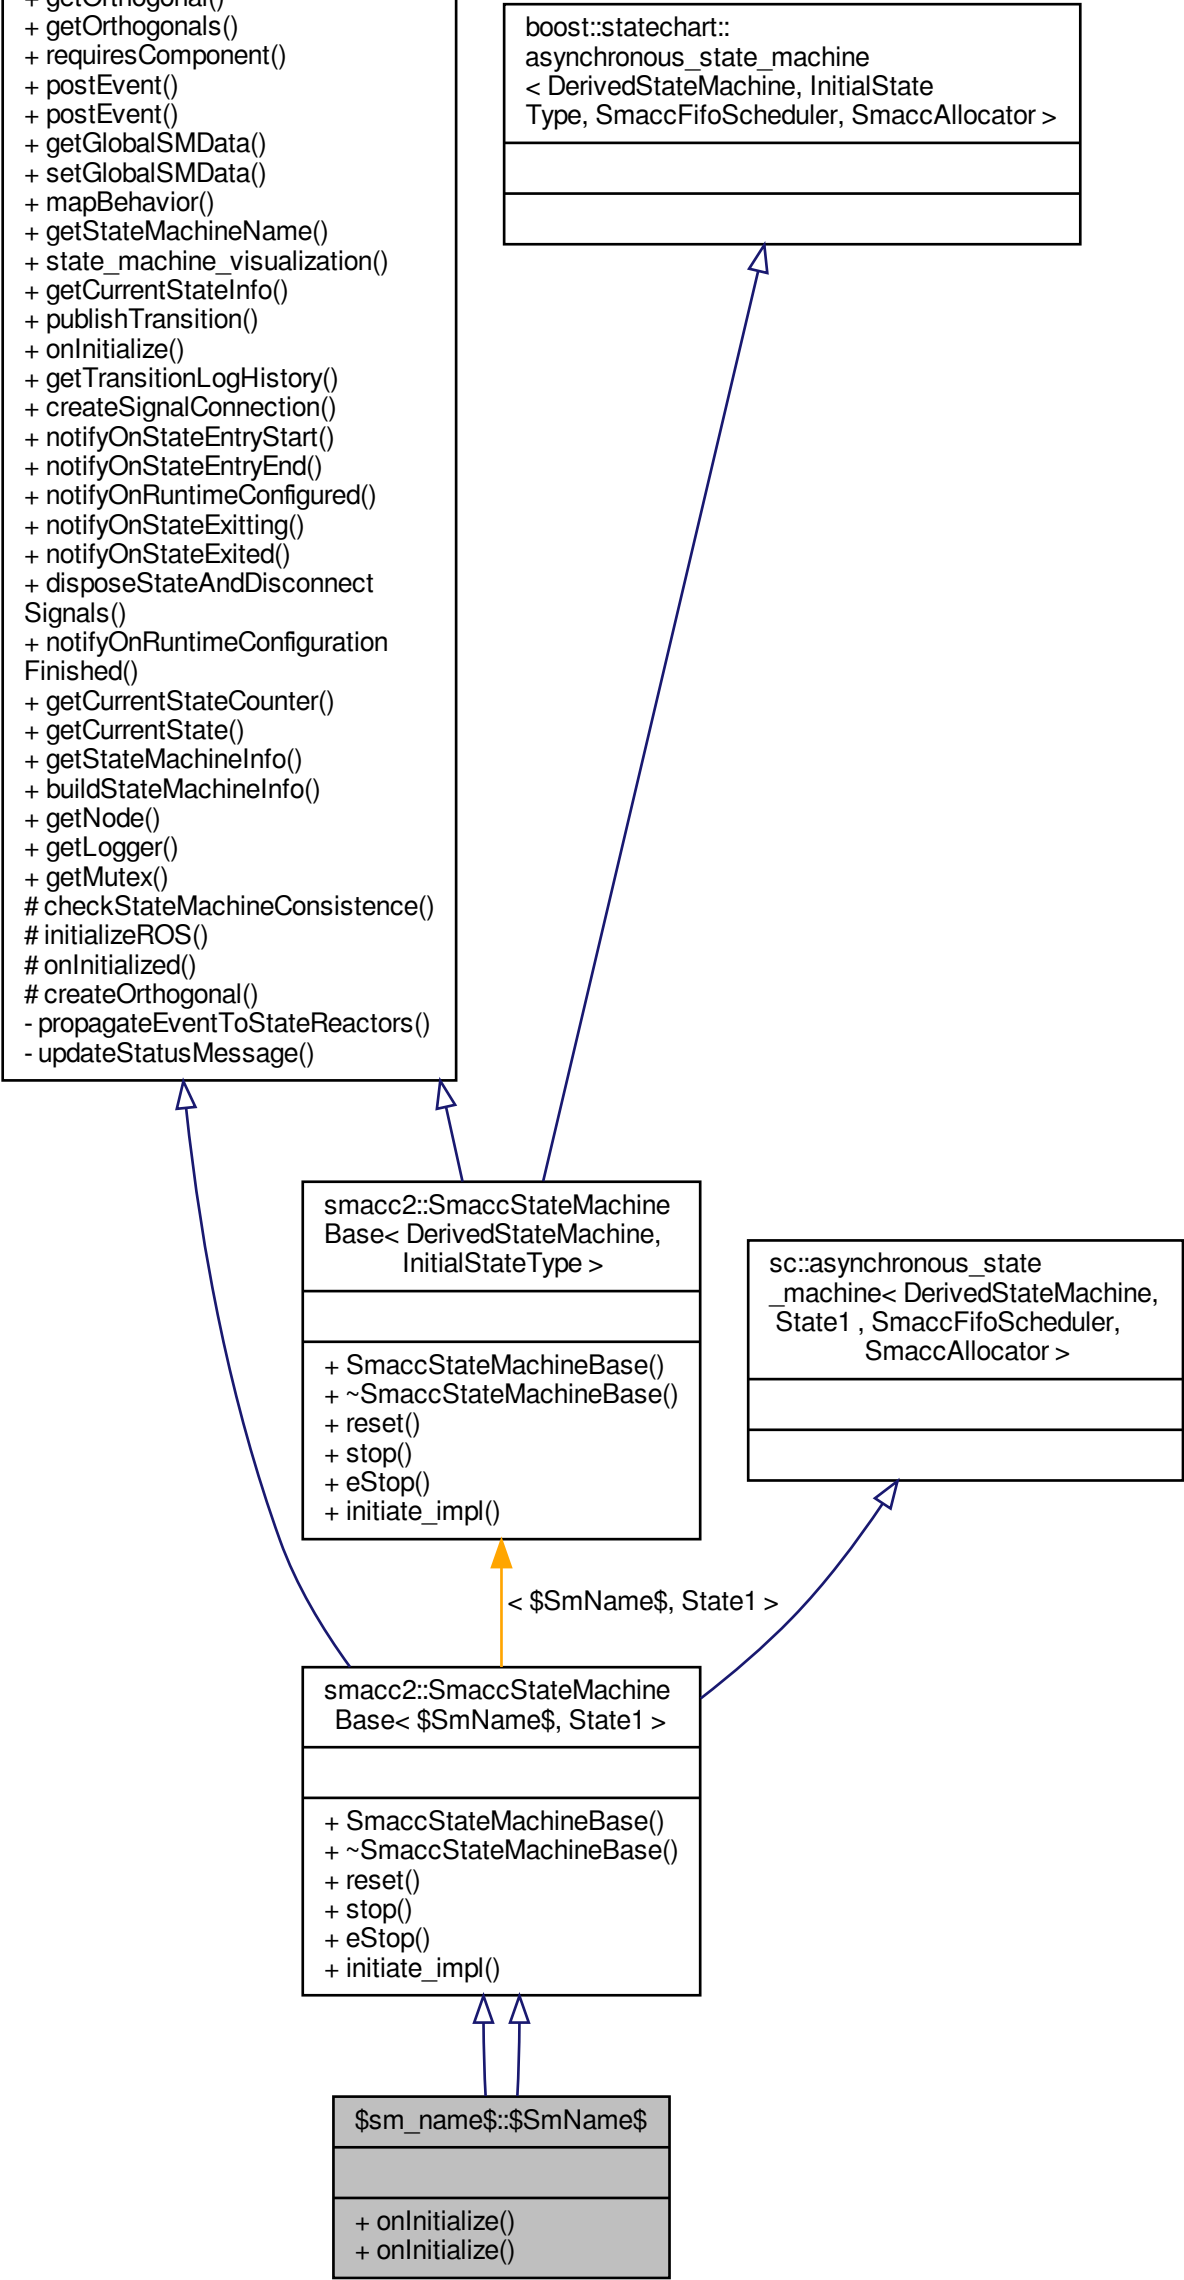 + getOrthogonal()
+ getOrthogonals()
+ requiresComponent()
+ postEvent()
+ postEvent()
+ getGlobalSMData()
+ setGlobalSMData()
+ mapBehavior()
+ getStateMachineName()
+ state_machine_visualization()
+ getCurrentStateInfo()
+ publishTransition()
+ onInitialize()
+ getTransitionLogHistory()
+ createSignalConnection()
+ notifyOnStateEntryStart()
+ notifyOnStateEntryEnd()
+ notifyOnRuntimeConfigured()
+ notifyOnStateExitting()
+ notifyOnStateExited()
+ disposeStateAndDisconnect
Signals()
+ notifyOnRuntimeConfiguration
Finished()
+ getCurrentStateCounter()
+ getCurrentState()
+ getStateMachineInfo()
+ buildStateMachineInfo()
+ getNode()
+ getLogger()
+ getMutex()
# checkStateMachineConsistence()
# initializeROS()
# onInitialized()
# createOrthogonal()
- propagateEventToStateReactors()
- updateStatusMessage()
boost::statechart::
asynchronous_state_machine
< DerivedStateMachine, InitialState
Type, SmaccFifoScheduler, SmaccAllocator >
smacc2::SmaccStateMachine
Base< DerivedStateMachine,
InitialStateType >
+ SmaccStateMachineBase()
+ ~SmaccStateMachineBase()
+ reset()
+ stop()
+ eStop()
+ initiate_impl()
sc::asynchronous_state
_machine< DerivedStateMachine,
State1 , SmaccFifoScheduler,
SmaccAllocator >
< $SmName$, State1 >
smacc2::SmaccStateMachine
Base< $SmName$, State1 >
+ SmaccStateMachineBase()
+ ~SmaccStateMachineBase()
+ reset()
+ stop()
+ eStop()
+ initiate_impl()
$sm_name$::$SmName$
+ onInitialize()
+ onInitialize()